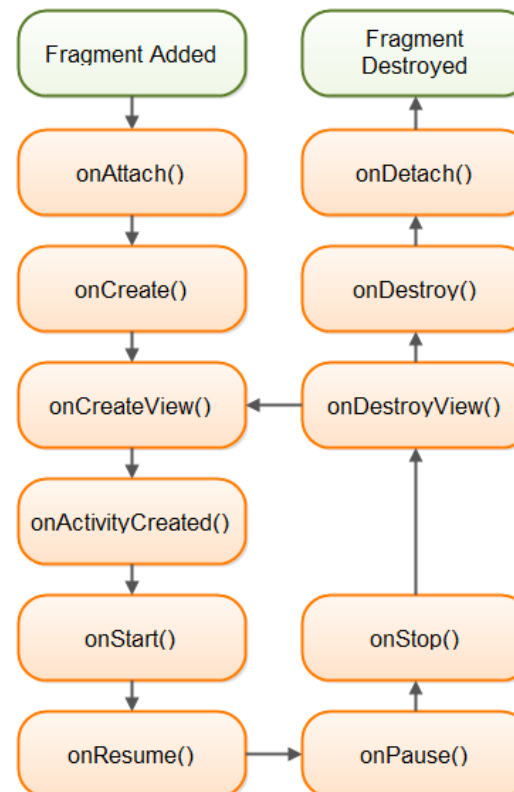 Fragment Added
Fragment
Destroyed
onAttach()
onDetach()
onCreate()
onDestroy()
onCreateView()
onDestroyView()
onActivityCreated()
onStart()
onStop()
onResume()
onPause()